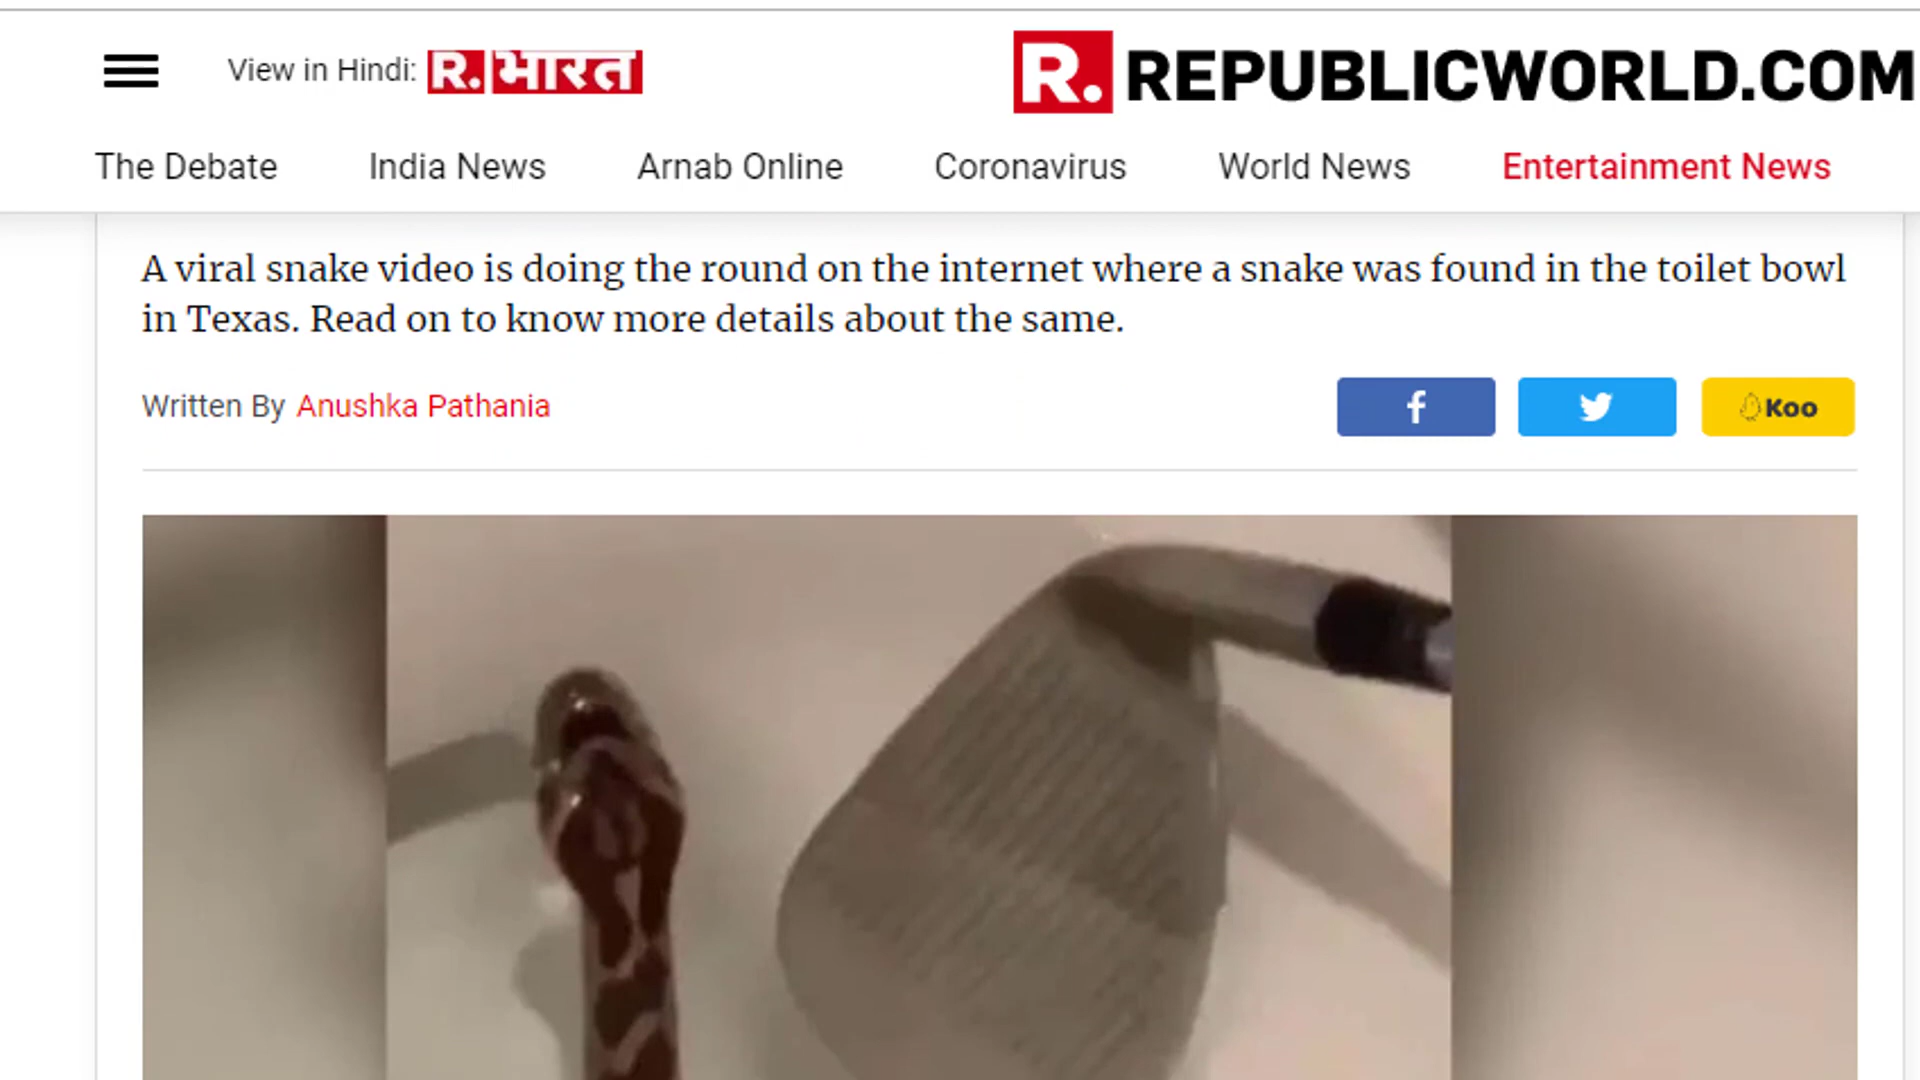 View in Hindi: R. भारत
R. REPUBLICWORLD.COM
The Debate India News Arnab Online Coronavirus World News Entertainment News
A viral snake video is doing the round on the internet where a snake was found in the toilet bowl
in Texas. Read on to know more details about the same.
Written By Anushka Pathania
f Koo